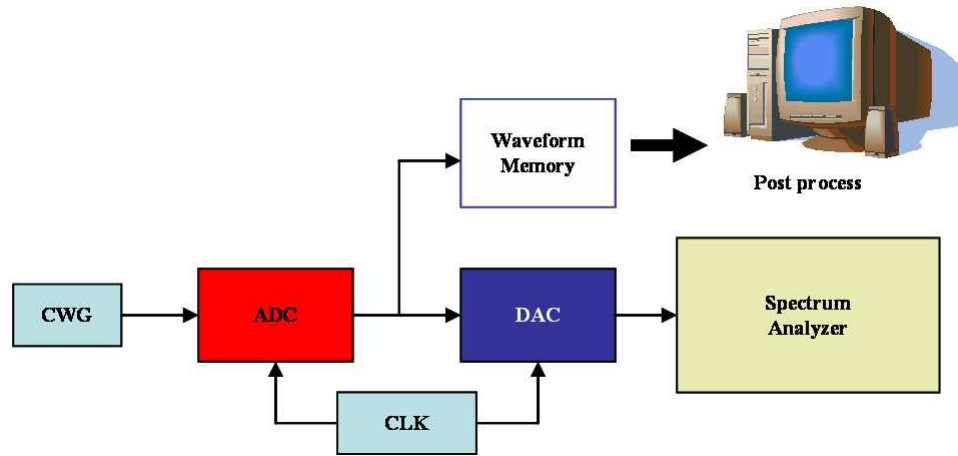 Waveform
Memory
Post process
CWG
ADC
DAC
Spectrum
Analyzer
CLK